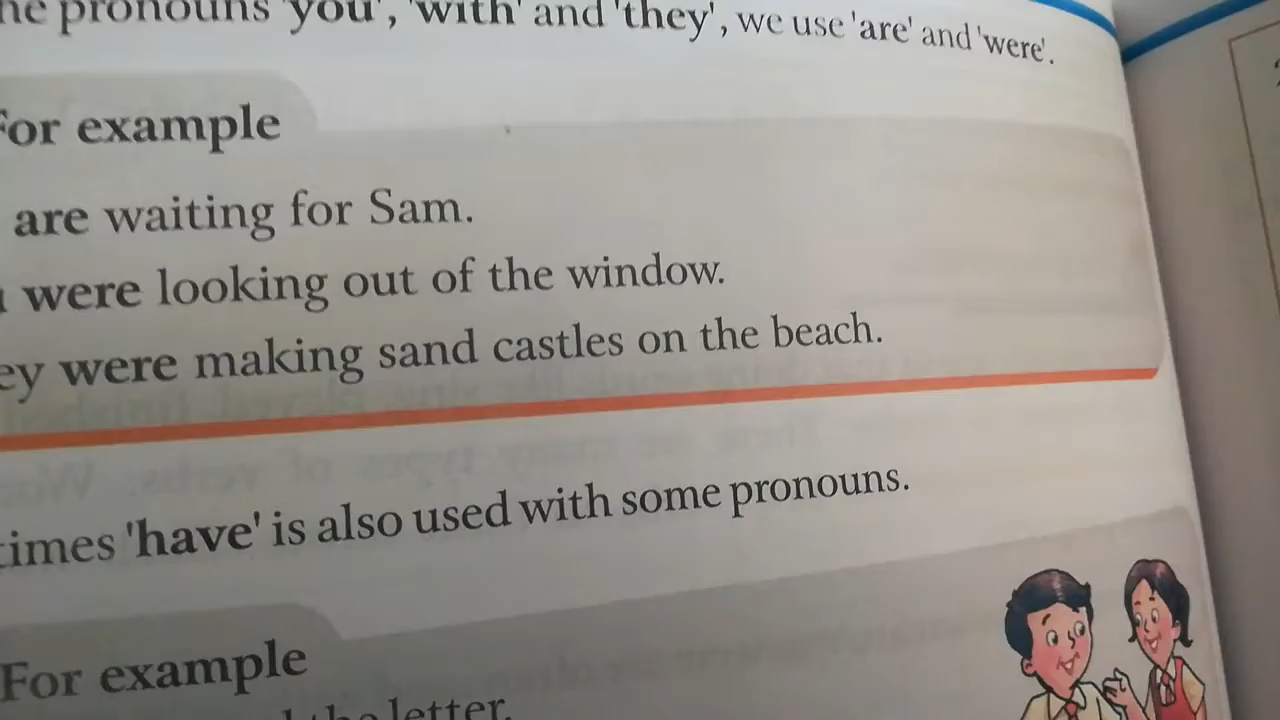 pronouns 'you', 'with' and 'they', we use 'are' and 'were'.
For example
are waiting for Sam.
were looking out of the window.
ey were making sand castles on the beach.
times 'have' is also used with some pronouns.
For example
the letter.